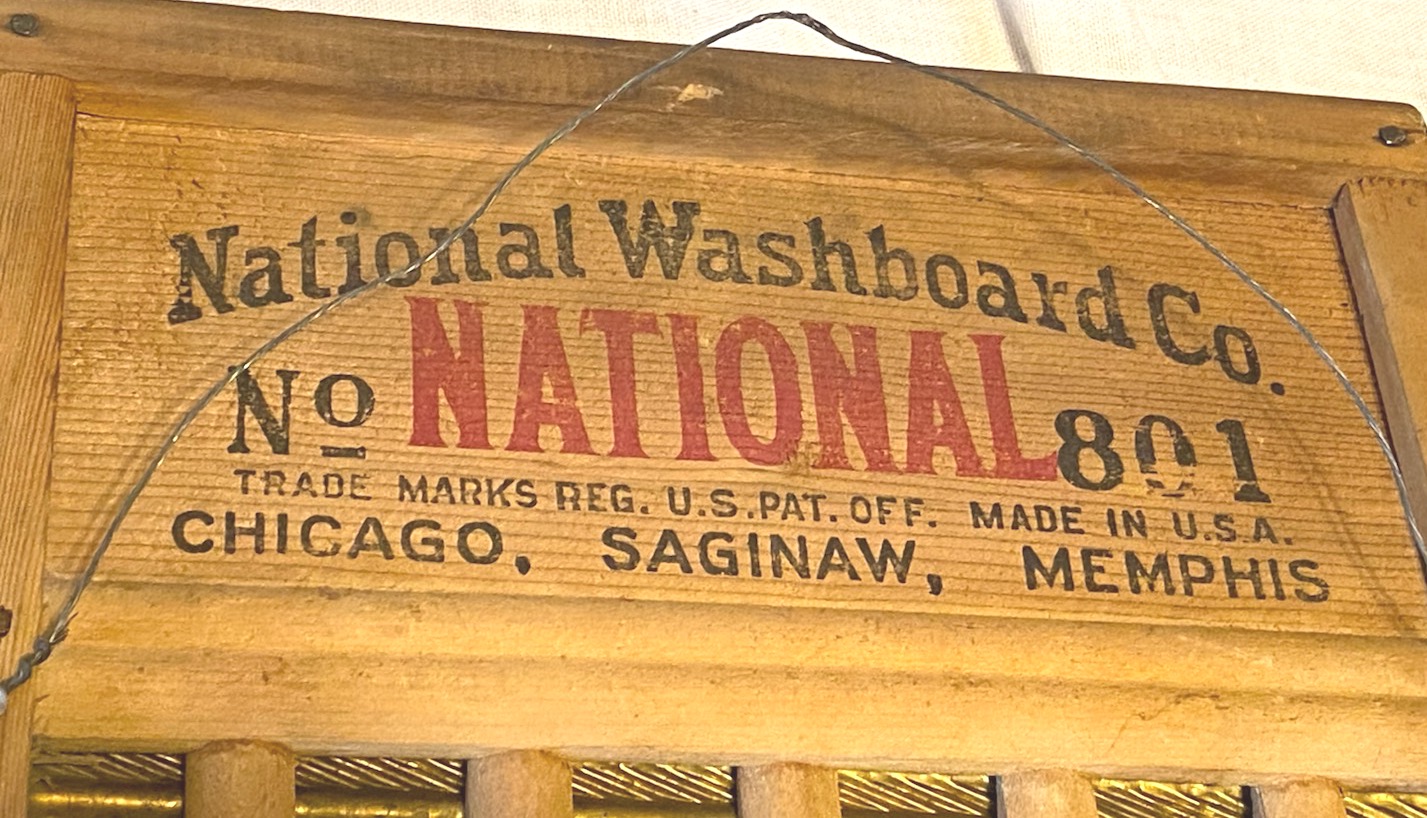 National Washboard Co.
No NATIONAL 801
TRADE MARKS REG. U.S. PAT. OFF. MADE IN U.S.A.
CHICAGO, SAGINAW, MEMPHIS